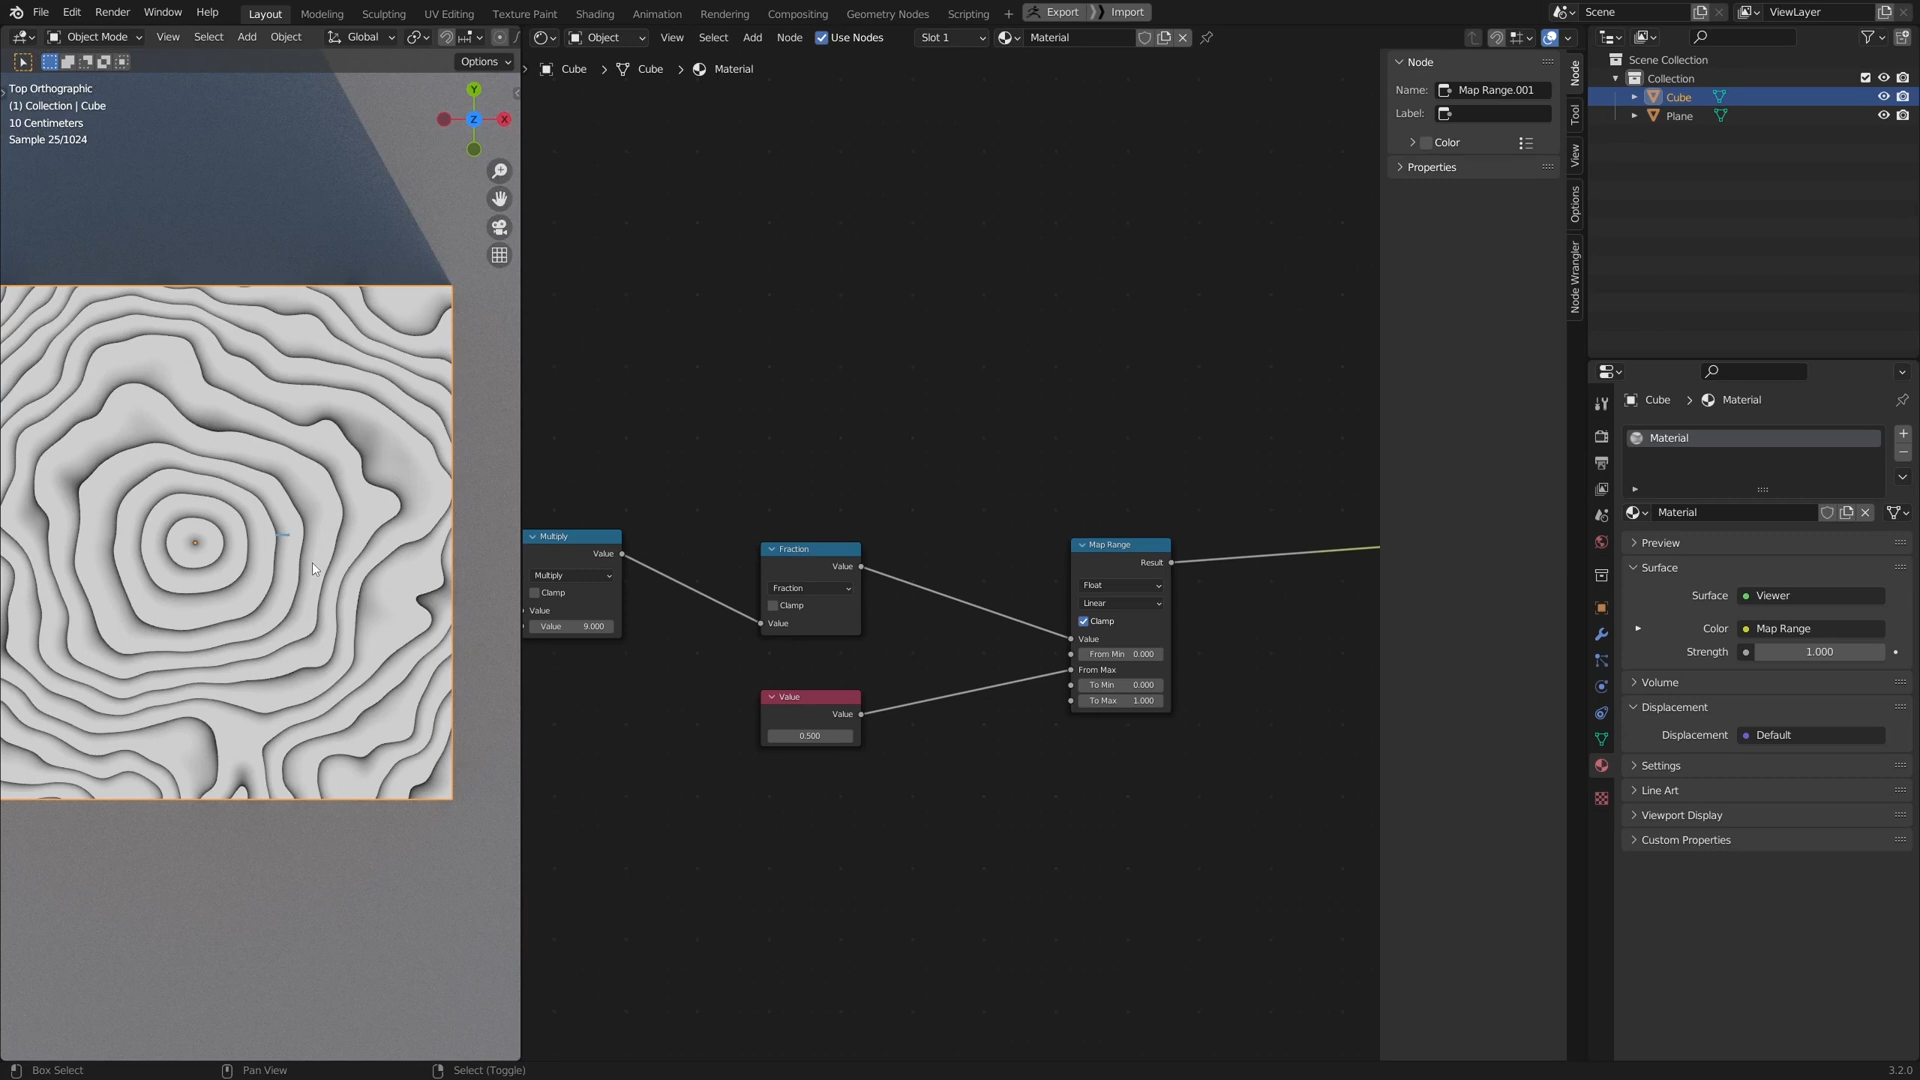 File Edit Render Window Help Layout Modeling Sculpting UV Editing Texture Paint Shading Animation Rendering Compositing Geometry Nodes Scripting + Export Import Scene ViewLayer
Object Mode View Select Add Object Global
Object View Select Add Node Use Nodes Slot 1 Material
Options
Cube > Cube > Material
Top Orthographic
(1) Collection | Cube
10 Centimeters
Sample 25/1024
Y
Z
X
Node
Name: Map Range.001
Label:
Color
Properties
Node
Tool
View
Options
Node Wrangler
Scene Collection
Collection
Cube
Plane
Multiply
Value
Multiply
Clamp
Value
Value 9.000
Fraction
Value
Fraction
Clamp
Value
Value
Value
0.500
Map Range
Result
Float
Linear
Clamp
Value
From Min 0.000
From Max
To Min 0.000
To Max 1.000
Cube > Material
Material
Material
Preview
Surface
Surface Viewer
Color Map Range
Strength 1.000
Volume
Displacement
Displacement Default
Settings
Line Art
Viewport Display
Custom Properties
Box Select Pan View Select (Toggle) 3.2.0